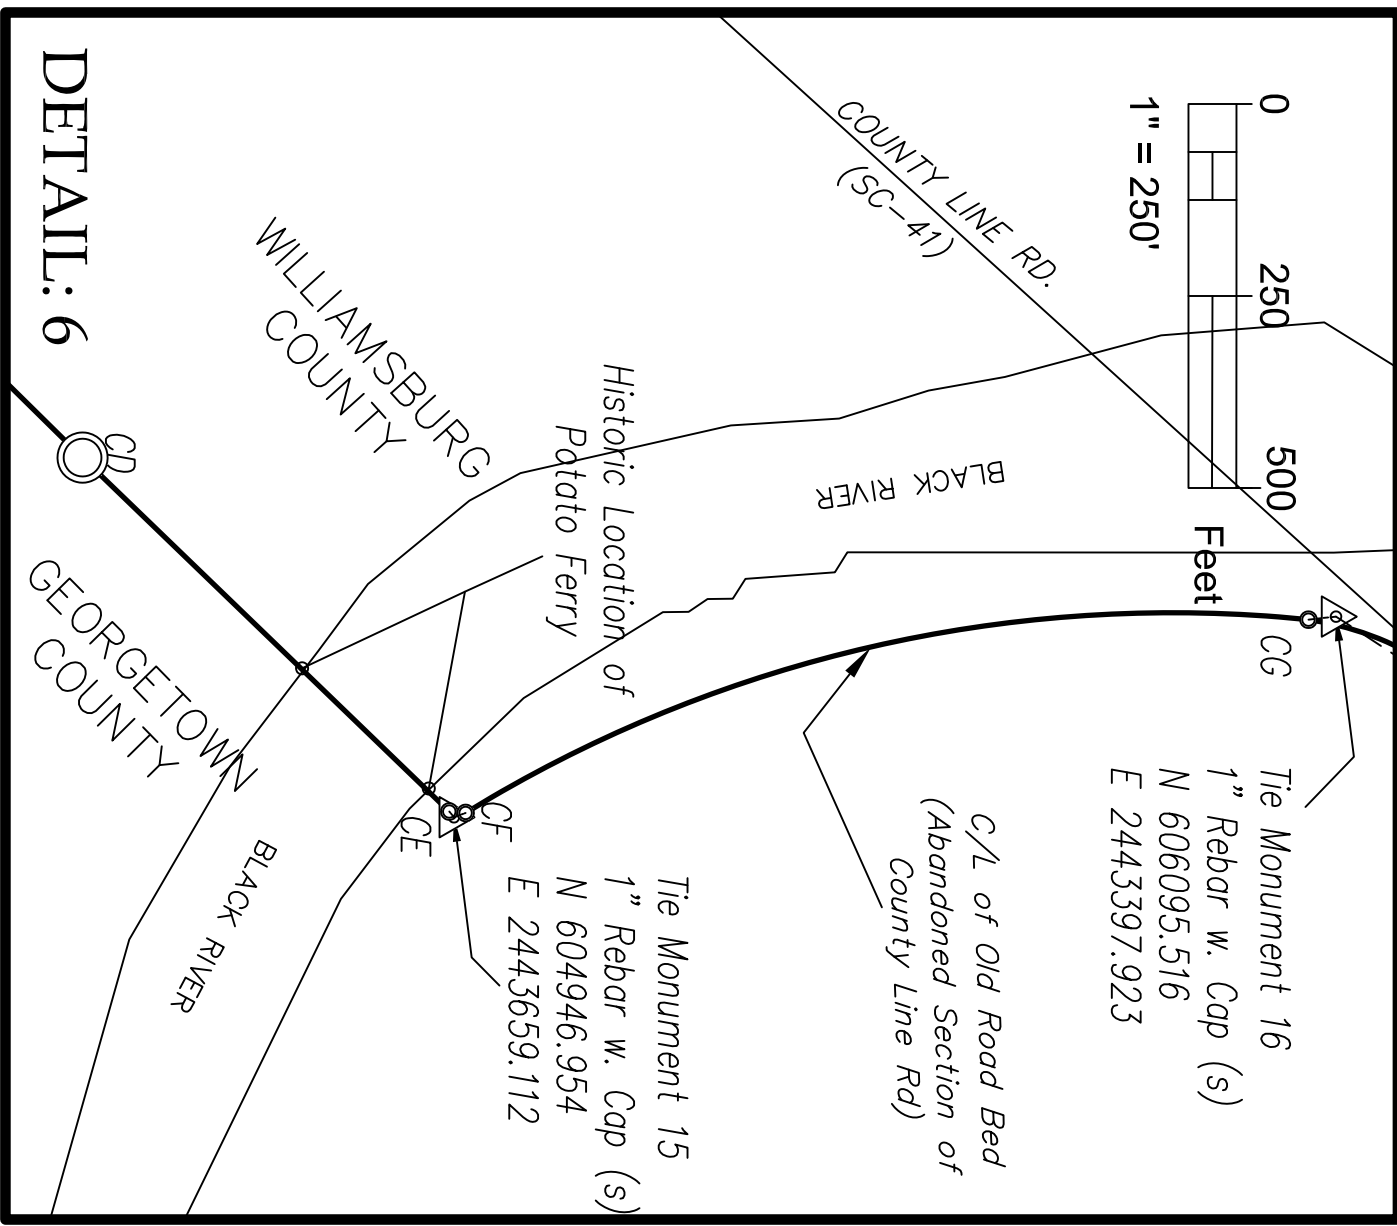 0
250
500
Feet
1" = 250'
COUNTY LINE RD.
(SC-41)
Tie Monument 16
1" Rebar w. Cap (s)
N 606095.516
E 2443397.923
CG
BLACK RIVER
C/L of Old Road Bed
(Abandoned Section of
County Line Rd)
Historic Location of
Potato Ferry
Tie Monument 15
1" Rebar w. Cap (s)
N 604946.954
E 2443659.112
CF
CE
WILLIAMSBURG
COUNTY
BLACK RIVER
CD
GEORGETOWN
COUNTY
DETAIL: 6